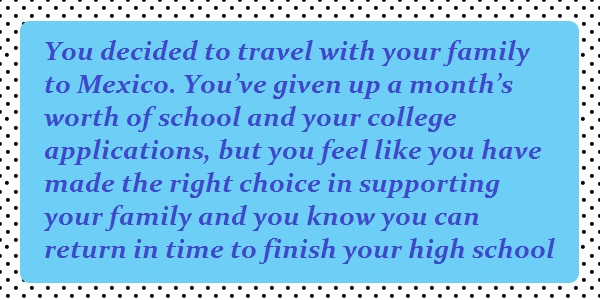 You decided to travel with your family
to Mexico. You’ve given up a month’s
worth of school and your college
applications, but you feel like you have
made the right choice in supporting
your family and you know you can
return in time to finish your high school